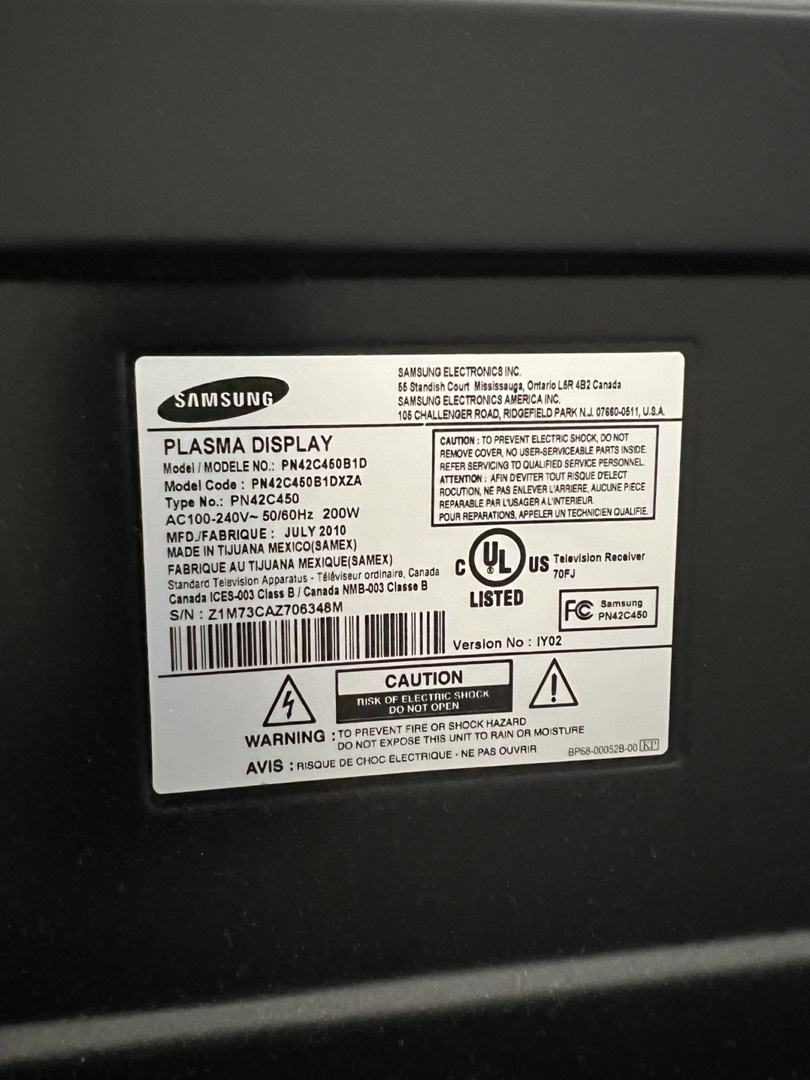 SAMSUNG
SAMSUNG ELECTRONICS INC.
55 Standish Court Mississauga, Ontario L5R 4B2 Canada
SAMSUNG ELECTRONICS AMERICA INC.
105 CHALLENGER ROAD, RIDGEFIELD PARK N.J. 07660-0511, U.S.A.
PLASMA DISPLAY
Model / MODELE NO.: PN42C450B1D
Model Code : PN42C450B1DXZA
Type No.: PN42C450
AC100-240V~ 50/60Hz 200W
MFD./FABRIQUE : JULY 2010
MADE IN TIJUANA MEXICO(SAMEX)
FABRIQUE AU TIJUANA MEXIQUE(SAMEX)
Standard Television Apparatus - Téléviseur ordinaire, Canada
Canada ICES-003 Class B / Canada NMB-003 Classe B
S/N : Z1M73CAZ706348M
CAUTION : TO PREVENT ELECTRIC SHOCK, DO NOT
REMOVE COVER, NO USER-SERVICEABLE PARTS INSIDE.
REFER SERVICING TO QUALIFIED SERVICE PERSONNEL.
ATTENTION : AFIN D'EVITER TOUT RISQUE D'ELECT
ROCUTION, NE PAS ENLEVER L'ARRIERE, AUCUNE PIECE
REPARABLE PAR L'USAGER A L'INTERIEUR.
POUR REPARATIONS, APPELER UN TECHNICIEN QUALIFIE.
C UL US
LISTED
Television Receiver
70FJ
FC Samsung
PN42C450
Version No : IY02
CAUTION
RISK OF ELECTRIC SHOCK
DO NOT OPEN
WARNING : TO PREVENT FIRE OR SHOCK HAZARD
DO NOT EXPOSE THIS UNIT TO RAIN OR MOISTURE
AVIS : RISQUE DE CHOC ELECTRIQUE - NE PAS OUVRIR
BP68-00052B-00 KP